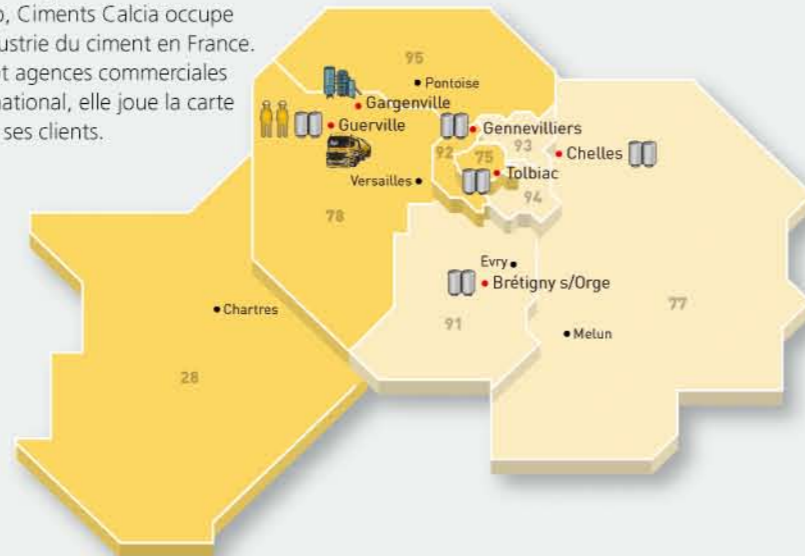 , Ciments Calcia occupe
ustrie du ciment en France.
t agences commerciales
national, elle joue la carte
ses clients.
95
Pontoise
Gargenville
Guerville
Gennevilliers
93
Chelles
92
75
Tolbiac
Versailles
94
78
Evry
Brétigny s/Orge
77
91
Chartres
Melun
28